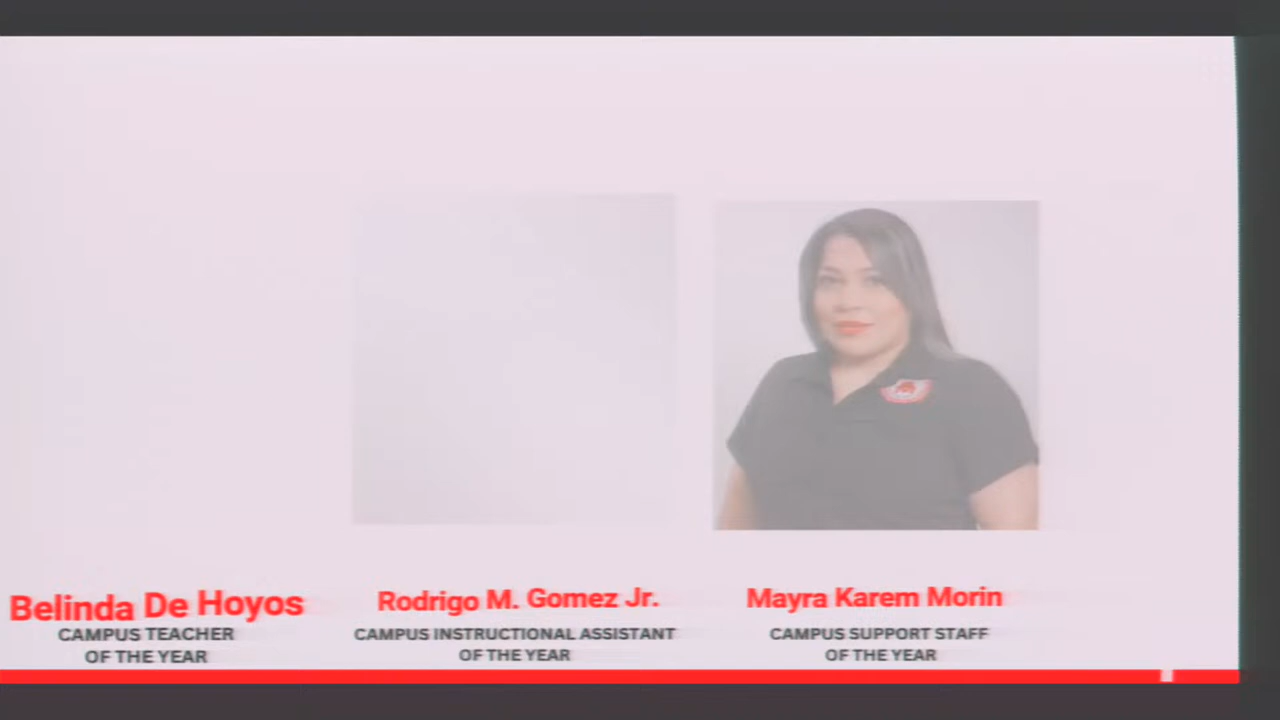 Belinda De Hoyos
CAMPUS TEACHER
OF THE YEAR
Rodrigo M. Gomez Jr.
CAMPUS INSTRUCTIONAL ASSISTANT
OF THE YEAR
Mayra Karem Morin
CAMPUS SUPPORT STAFF
OF THE YEAR